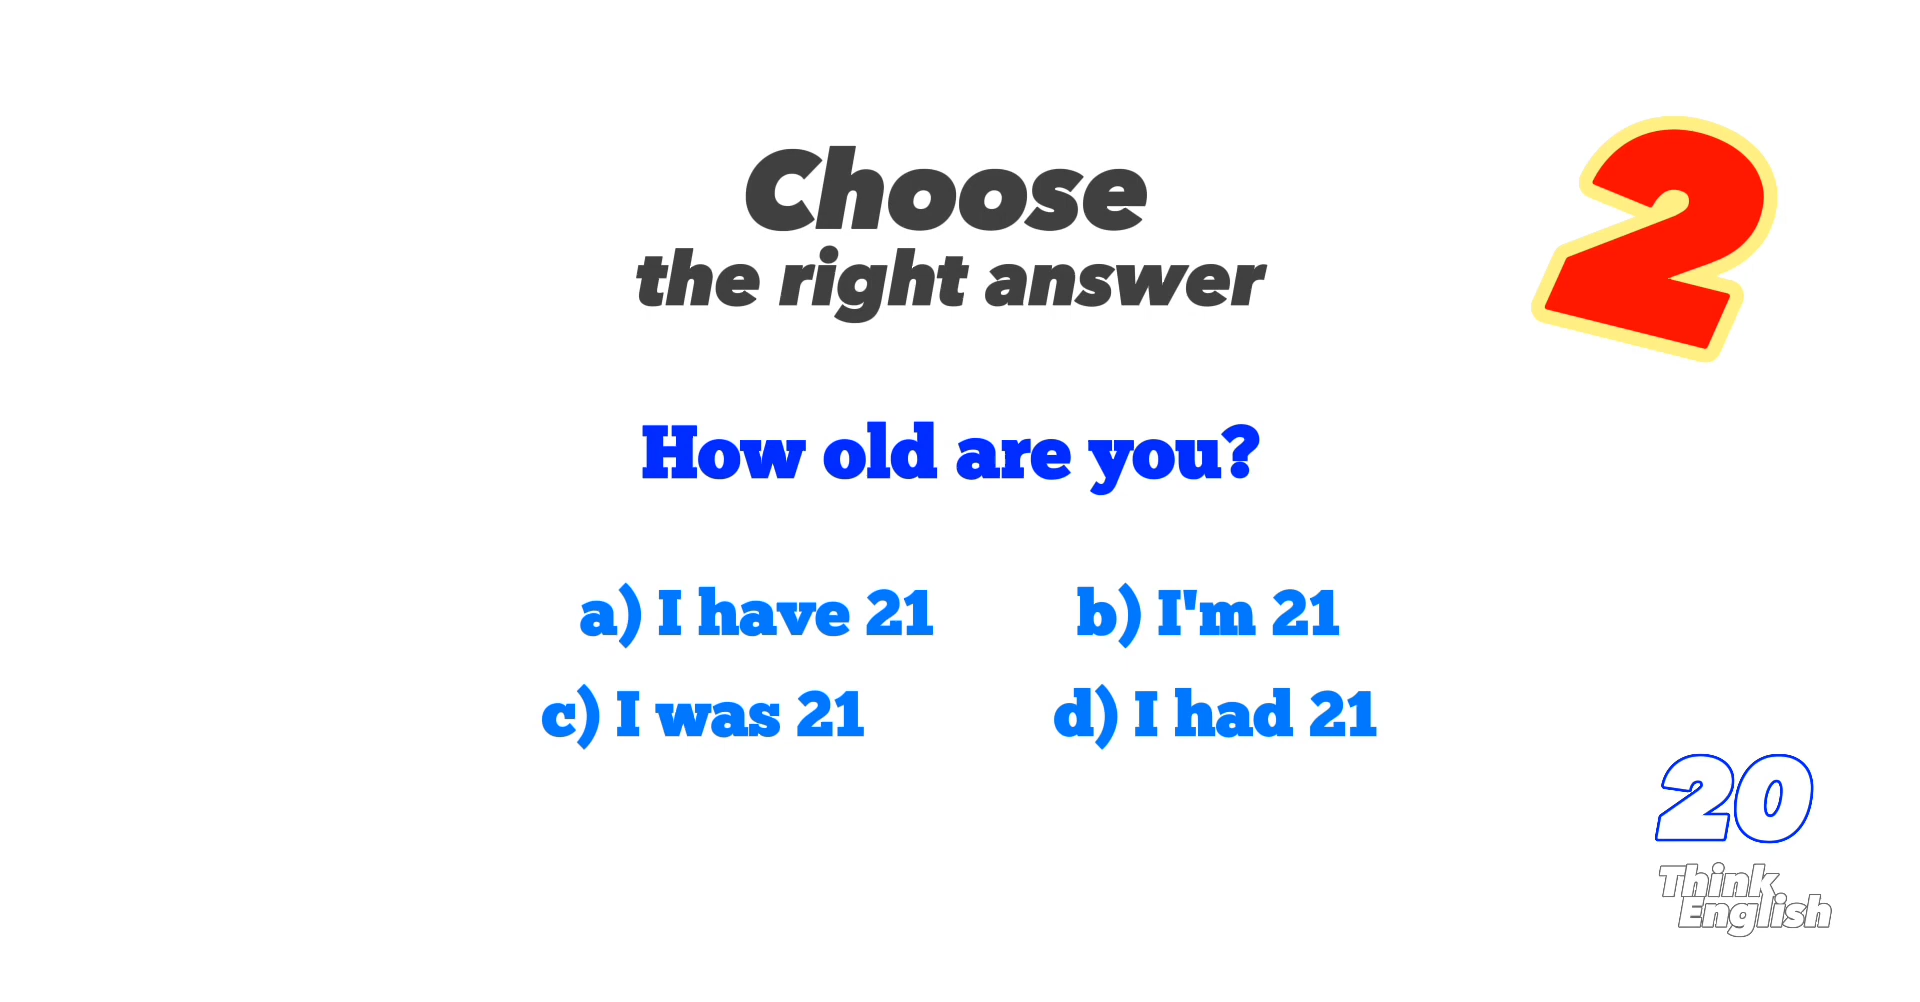 Choose
the right answer
2
How old are you?
a) I have 21
b) I'm 21
c) I was 21
d) I had 21
20
Think
English